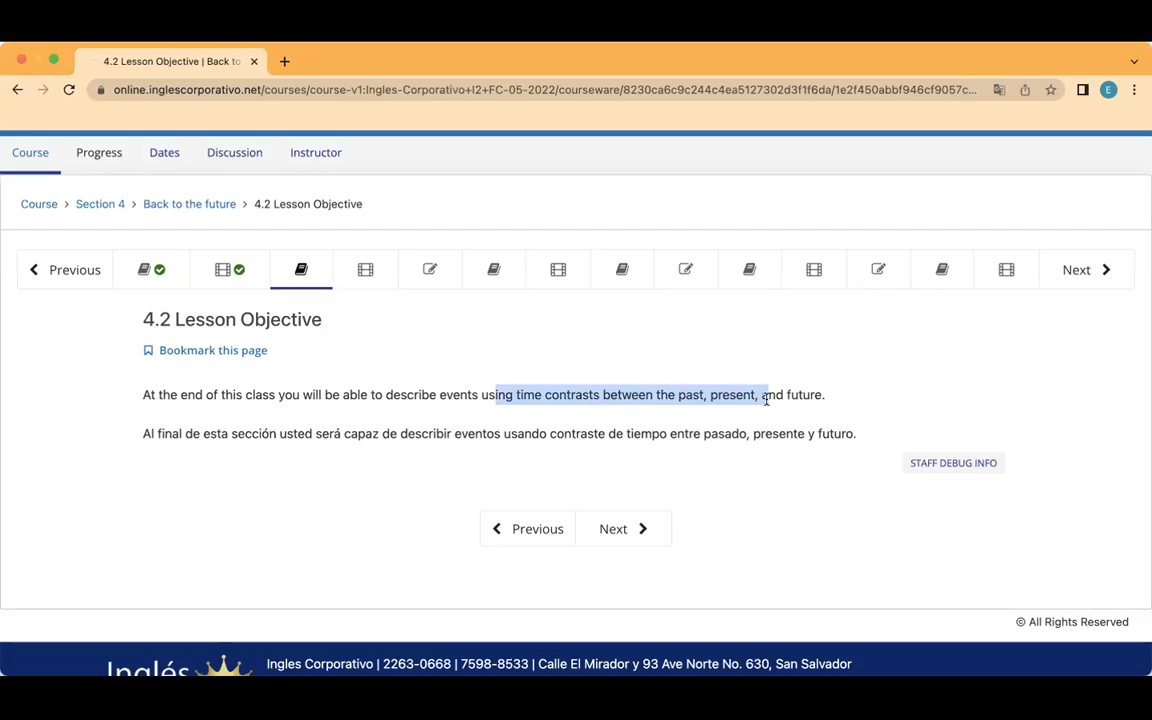 4.2 Lesson Objective | Back to
online.inglescorporativo.net/courses/course-v1:Ingles-Corporativo+I2+FC-05-2022/courseware/8230ca6c9c244c4ea5127302d3f1f6da/1e2f450abbf946cf9057c...
E
Course Progress Dates Discussion Instructor
Course > Section 4 > Back to the future > 4.2 Lesson Objective
Previous Next
4.2 Lesson Objective
Bookmark this page
At the end of this class you will be able to describe events using time contrasts between the past, present, and future.
Al final de esta sección usted será capaz de describir eventos usando contraste de tiempo entre pasado, presente y futuro.
STAFF DEBUG INFO
Previous Next
© All Rights Reserved
Inglés
Ingles Corporativo | 2263-0668 | 7598-8533 | Calle El Mirador y 93 Ave Norte No. 630, San Salvador